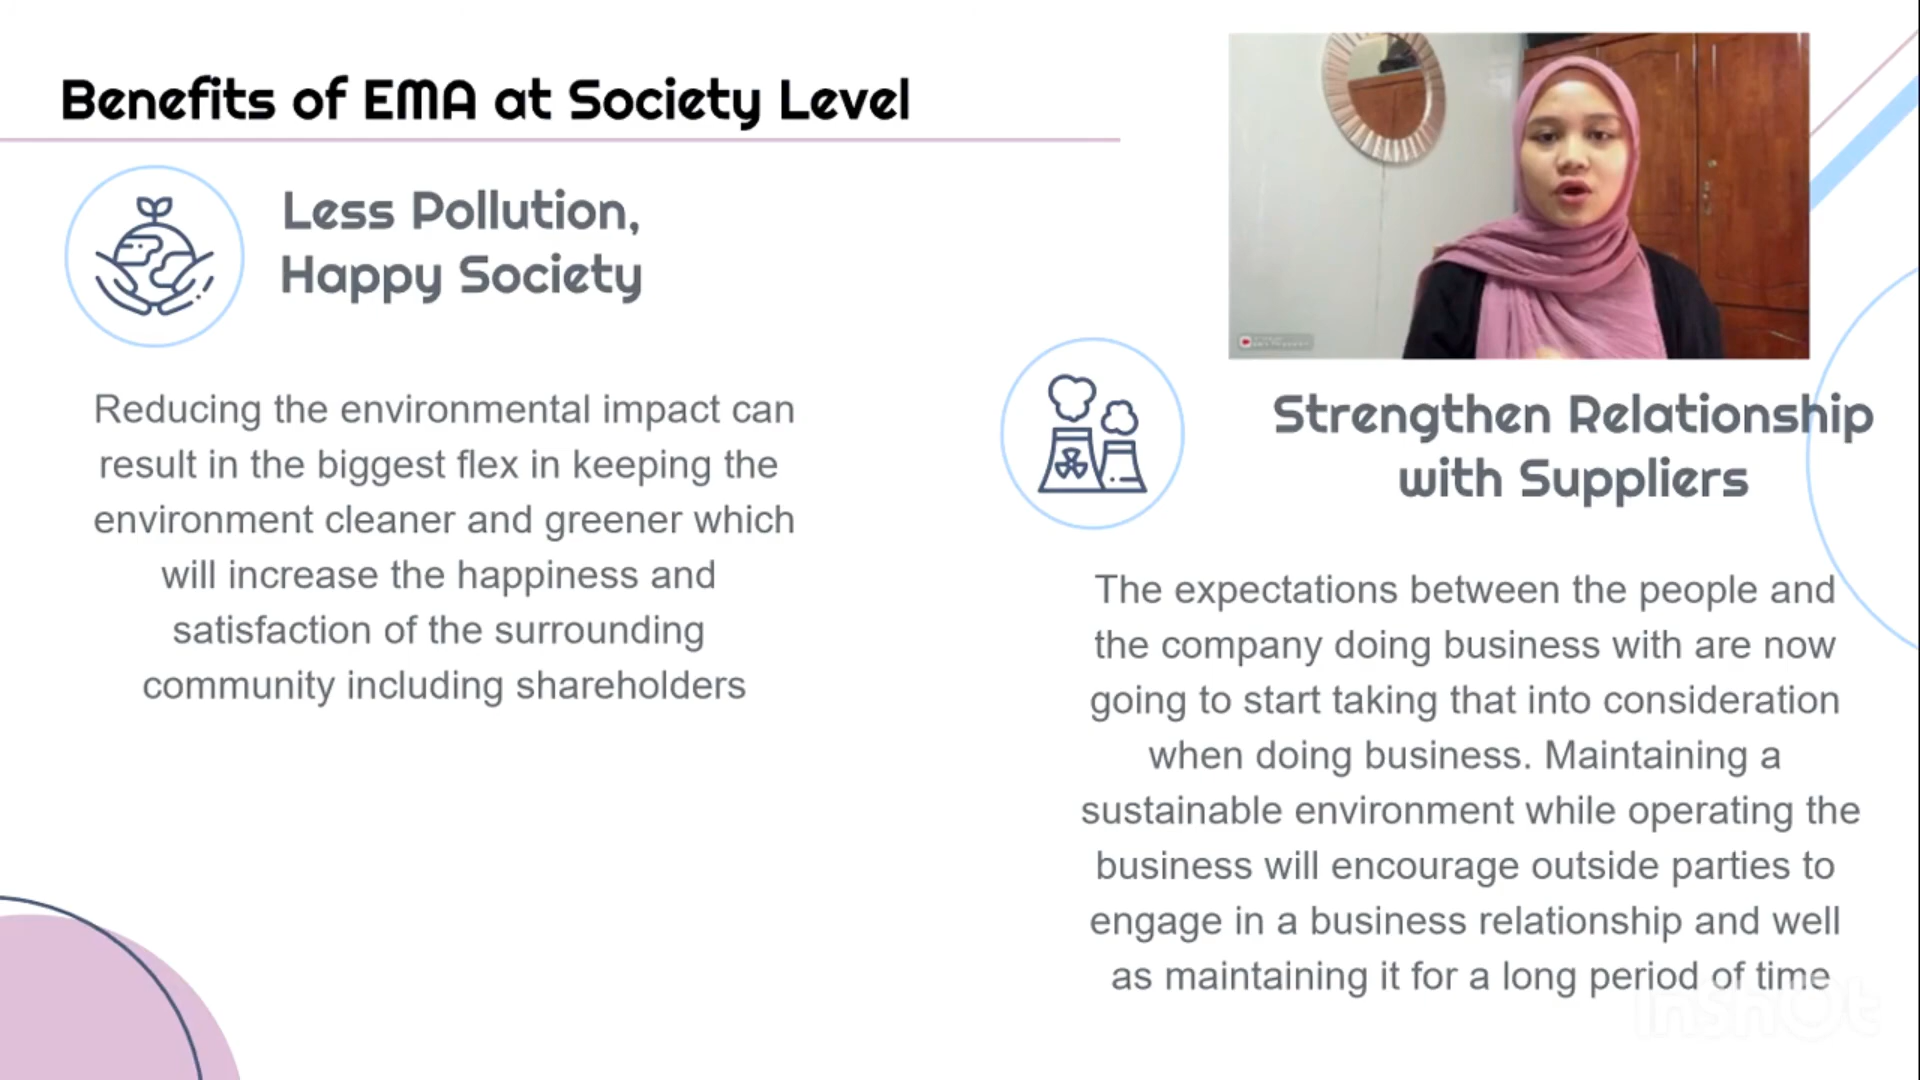 Benefits of EMA at Society Level
Less Pollution,
Happy Society
Reducing the environmental impact can
result in the biggest flex in keeping the
environment cleaner and greener which
will increase the happiness and
satisfaction of the surrounding
community including shareholders
Strengthen Relationship
with Suppliers
The expectations between the people and
the company doing business with are now
going to start taking that into consideration
when doing business. Maintaining a
sustainable environment while operating the
business will encourage outside parties to
engage in a business relationship and well
as maintaining it for a long period of time
InShOt